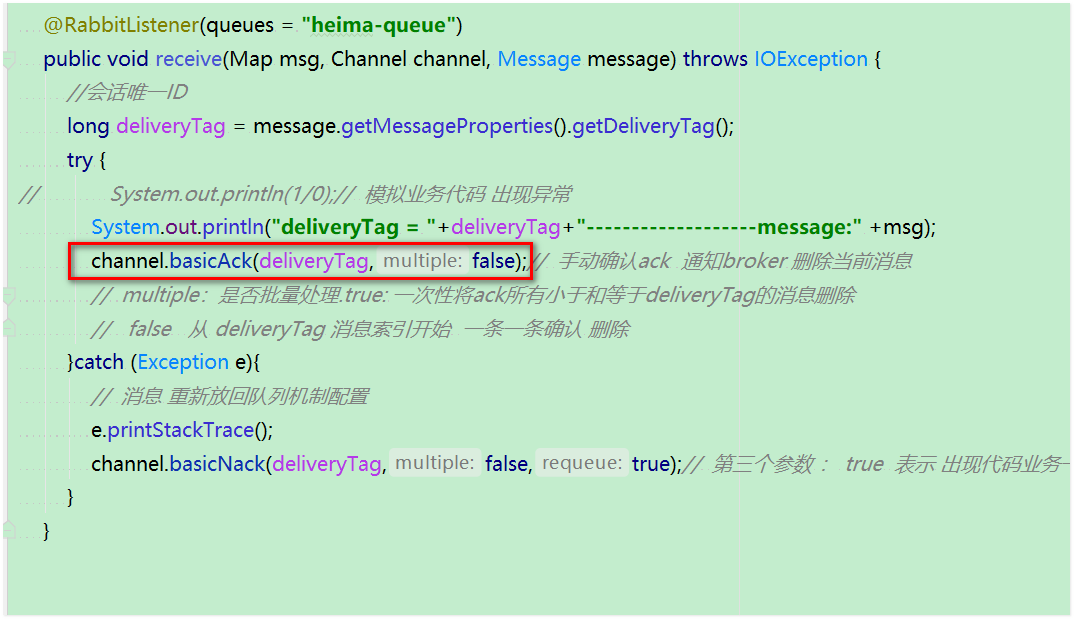 @RabbitListener(queues = "heima-queue")
public void receive(Map msg, Channel channel, Message message) throws IOException {
//会话唯一ID
long deliveryTag = message.getMessageProperties().getDeliveryTag();
try {
// System.out.println(1/0);// 模拟业务代码 出现异常
System.out.println("deliveryTag = "+deliveryTag+"-------------------message:" +msg);
channel.basicAck(deliveryTag, multiple: false);// 手动确认ack 通知broker 删除当前消息
// multiple：是否批量处理.true: 一次性将ack所有小于和等于deliveryTag的消息删除
// false 从 deliveryTag 消息索引开始 一条一条确认 删除
}catch (Exception e){
// 消息 重新放回队列机制配置
e.printStackTrace();
channel.basicNack(deliveryTag, multiple: false, requeue: true);// 第三个参数： true 表示 出现代码业务
}
}